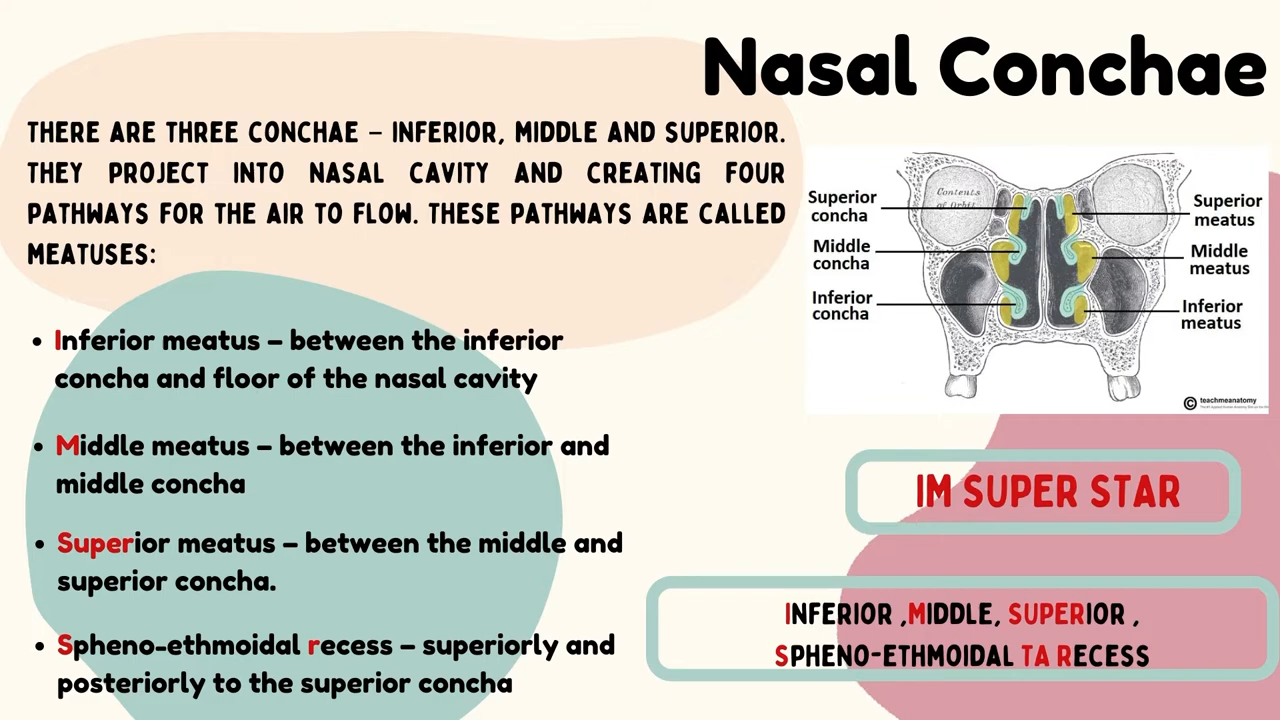 Nasal Conchae
THERE ARE THREE CONCHAE – INFERIOR, MIDDLE AND SUPERIOR.
THEY PROJECT INTO NASAL CAVITY AND CREATING FOUR
PATHWAYS FOR THE AIR TO FLOW. THESE PATHWAYS ARE CALLED
MEATUSES:
Inferior meatus – between the inferior
concha and floor of the nasal cavity
Middle meatus – between the inferior and
middle concha
Superior meatus – between the middle and
superior concha.
Spheno-ethmoidal recess – superiorly and
posteriorly to the superior concha
Superior
concha
Middle
concha
Inferior
concha
Contents
of Orbit
Superior
meatus
Middle
meatus
Inferior
meatus
© teachmeanatomy
IM SUPER STAR
INFERIOR ,MIDDLE, SUPERIOR ,
SPHENO-ETHMOIDAL TA RECESS